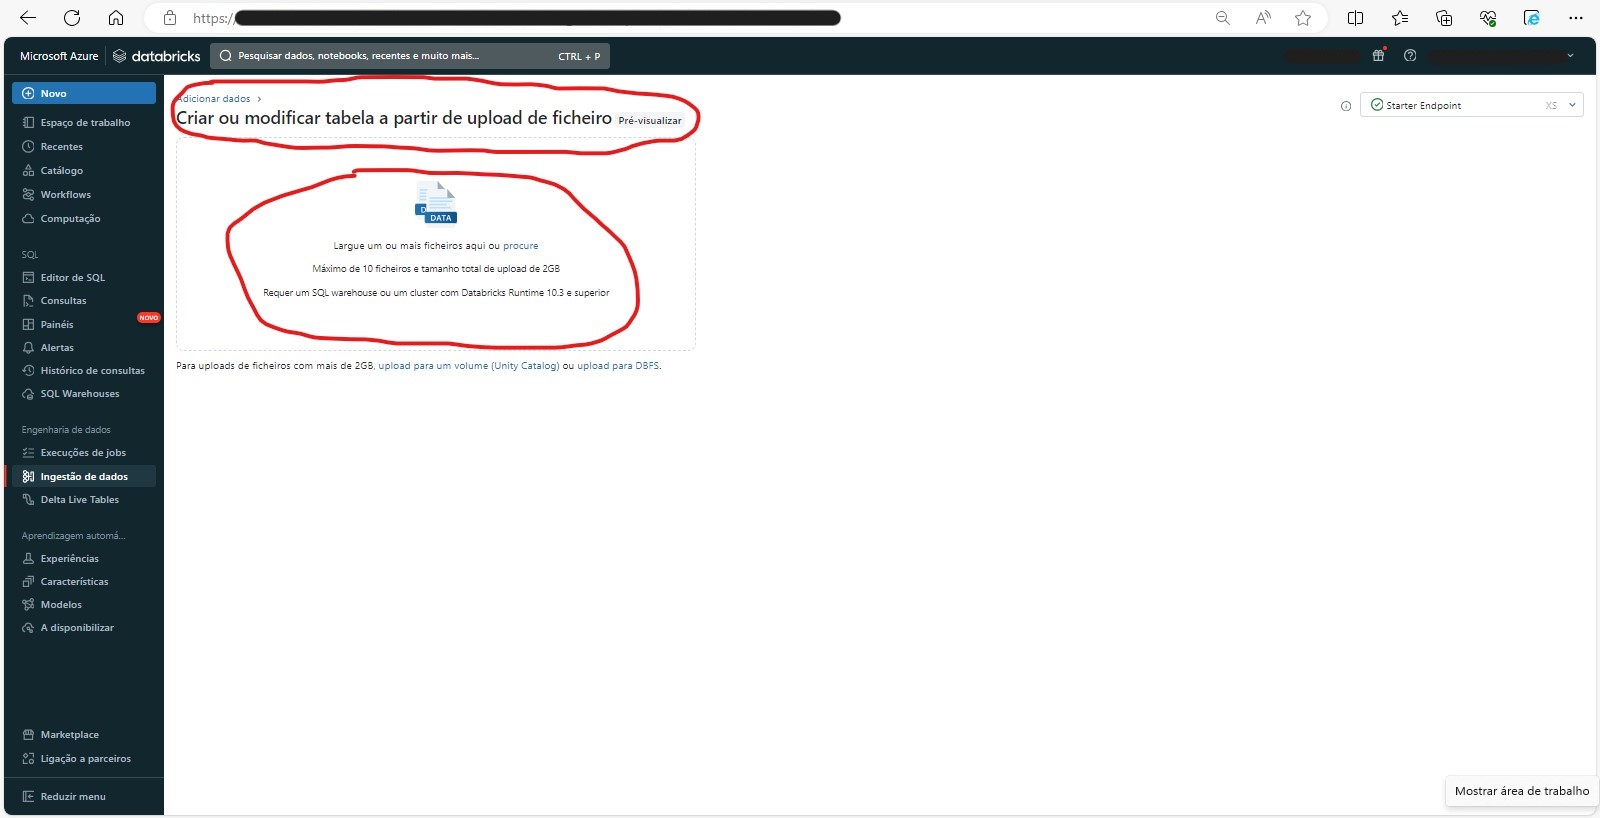 https:/
Microsoft Azure
databricks
Pesquisar dados, notebooks, recentes e muito mais...
CTRL + P
Novo
Espaço de trabalho
Recentes
Catálogo
Workflows
Computação
SQL
Editor de SQL
Consultas
Painéis
NOVO
Alertas
Histórico de consultas
SQL Warehouses
Engenharia de dados
Execuções de jobs
Ingestão de dados
Delta Live Tables
Aprendizagem automá...
Experiências
Características
Modelos
A disponibilizar
Marketplace
Ligação a parceiros
Reduzir menu
Adicionar dados
Criar ou modificar tabela a partir de upload de ficheiro Pré-visualizar
Starter Endpoint XS
DATA
Largue um ou mais ficheiros aqui ou procure
Máximo de 10 ficheiros e tamanho total de upload de 2GB
Requer um SQL warehouse ou um cluster com Databricks Runtime 10.3 e superior
Para uploads de ficheiros com mais de 2GB, upload para um volume (Unity Catalog) ou upload para DBFS.
Mostrar área de trabalho